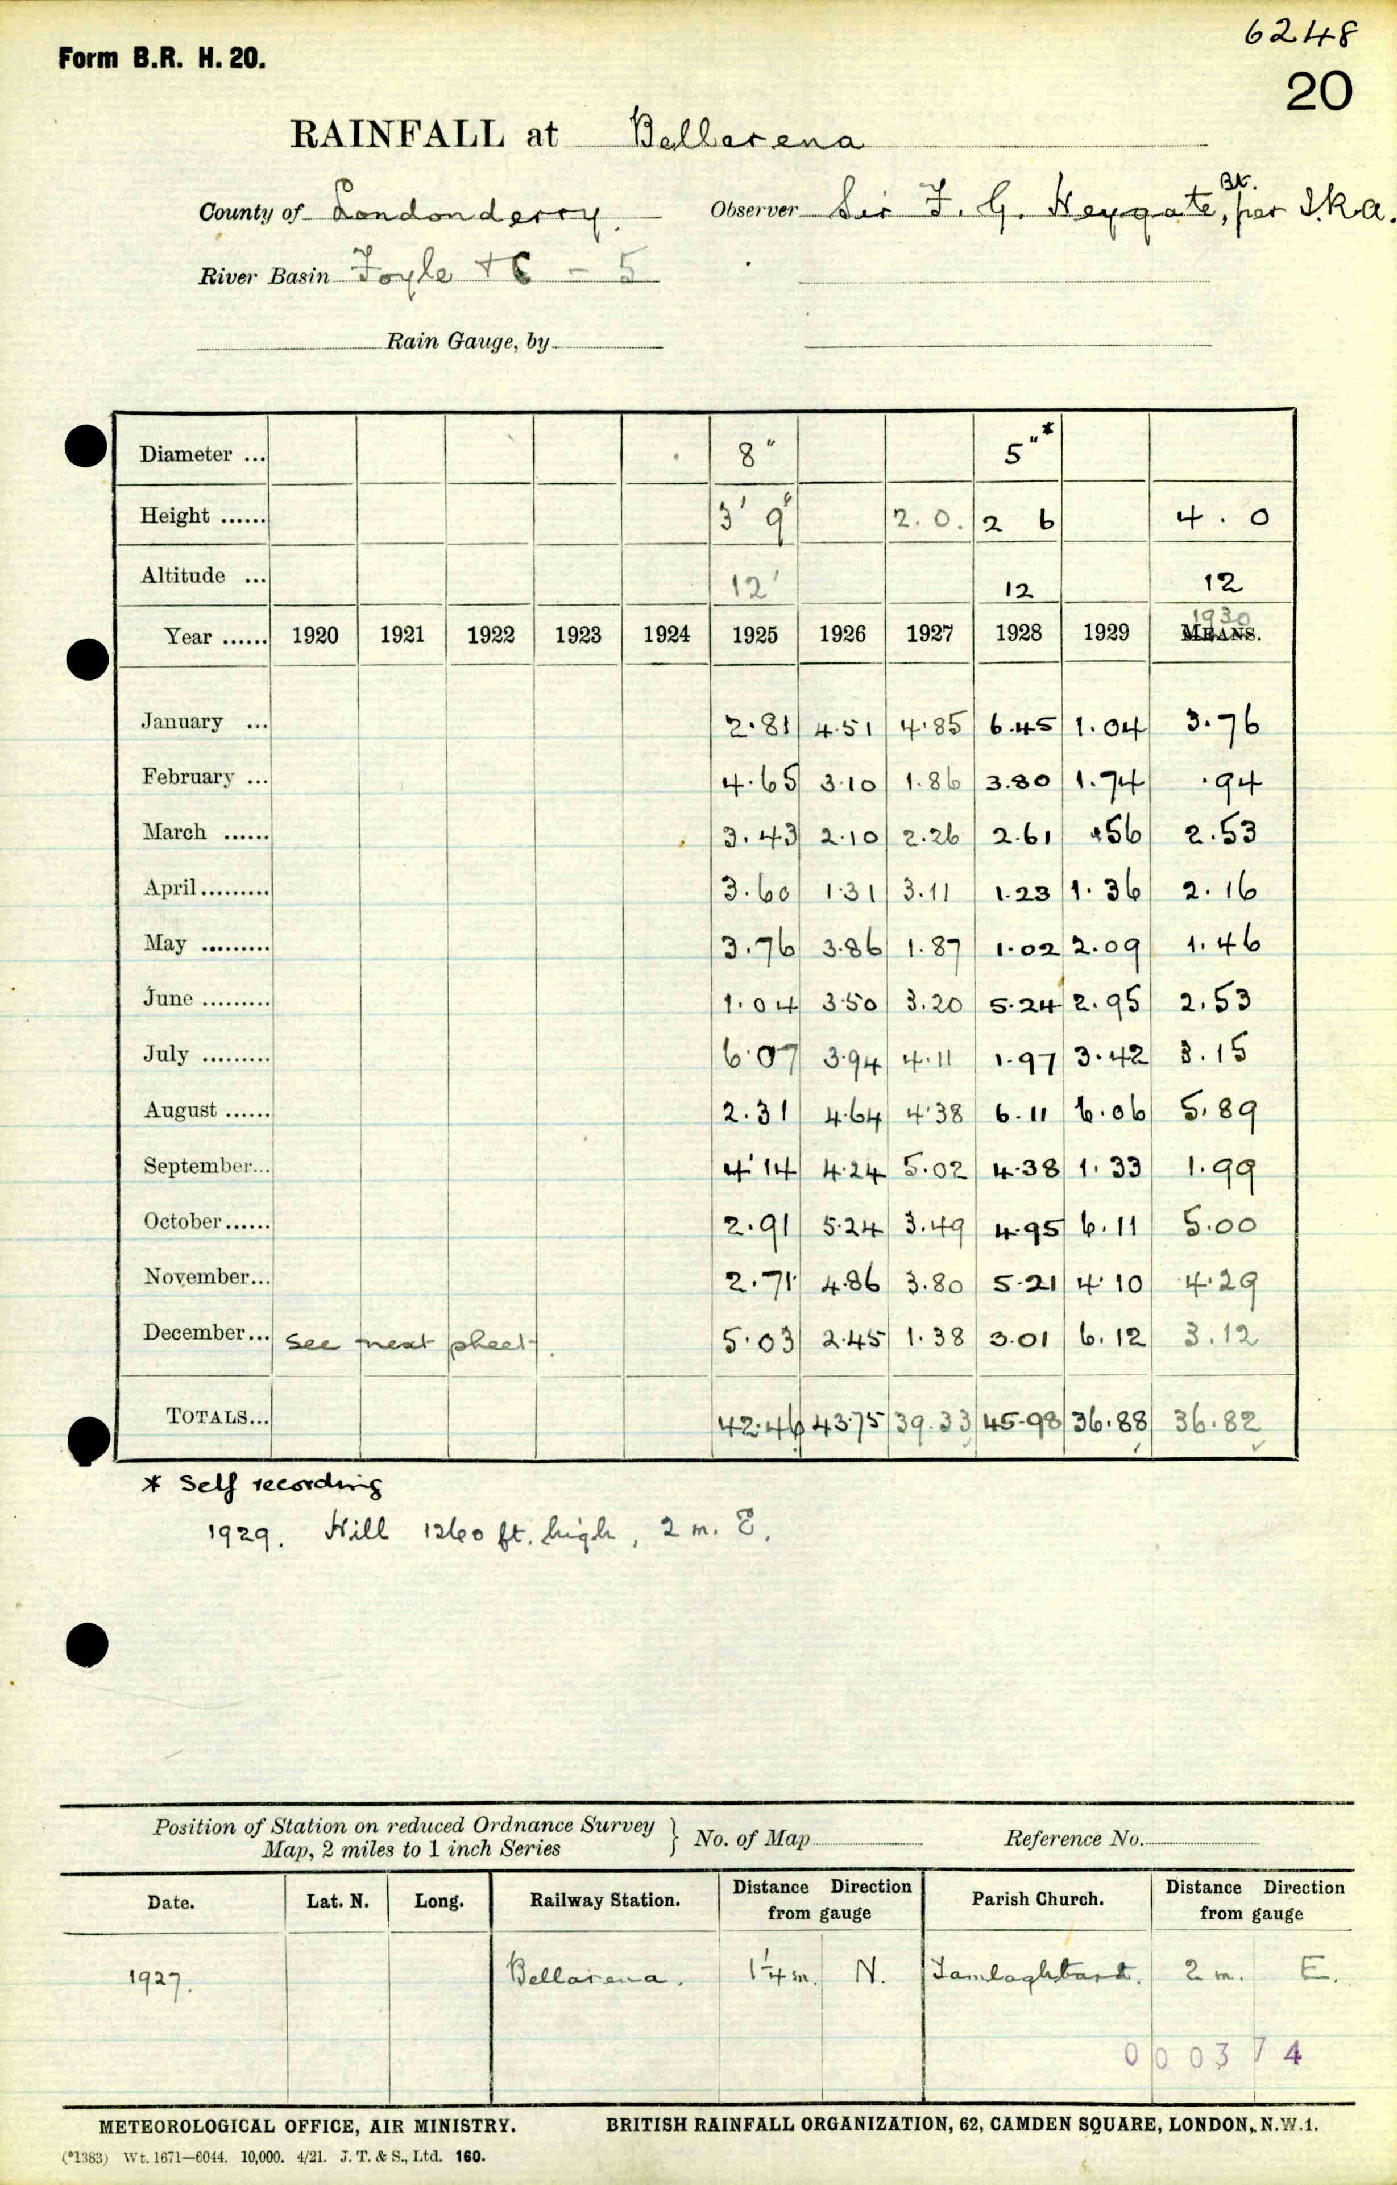 6248
Form B.R. H. 20.
20
RAINFALL at Bellarena
County of Londonderry. Observer Sir F. G. Heygate, Bt. per I.R.a.
River Basin Foyle + C - 5
Rain Gauge, by
Diameter ... 8" 5"*
Height ...... 3' 9" 2. 0. 2 6 4 . 0
Altitude ... 12' 12 12
1930
Year ...... 1920 1921 1922 1923 1924 1925 1926 1927 1928 1929 MEANS.
January ... 2.81 4.51 4.85 6.45 1.04 3.76
February ... 4.65 3.10 1.86 3.80 1.74 .94
March ...... 3.43 2.10 2.26 2.61 .56 2.53
April ......... 3.60 1.31 3.11 1.23 1.36 2.16
May ......... 3.76 3.86 1.87 1.02 2.09 1.46
June ......... 1.04 3.50 3.20 5.24 2.95 2.53
July ......... 6.07 3.94 4.11 1.97 3.42 3.15
August ...... 2.31 4.64 4.38 6.11 6.06 5.89
September... 4.14 4.24 5.02 4.38 1.33 1.99
October ...... 2.91 5.24 3.49 4.95 6.11 5.00
November... 2.71 4.86 3.80 5.21 4.10 4.29
December... See next sheet. 5.03 2.45 1.38 3.01 6.12 3.12
TOTALS... 42.46 43.75 39.33 45.98 36.88 36.82
* Self recording
1929. Hill 1260 ft. high, 2 m. E.
Position of Station on reduced Ordnance Survey Map, 2 miles to 1 inch Series } No. of Map Reference No.
Date. Lat. N. Long. Railway Station. Distance Direction from gauge Parish Church. Distance Direction from gauge
1927. Bellarena. 1¼ m. N. Tamlaghtard. 2 m. E.
000374
METEOROLOGICAL OFFICE, AIR MINISTRY. BRITISH RAINFALL ORGANIZATION, 62, CAMDEN SQUARE, LONDON, N.W.1.
(*1383) Wt. 1671—6044. 10,000. 4/21. J. T. & S., Ltd. 160.